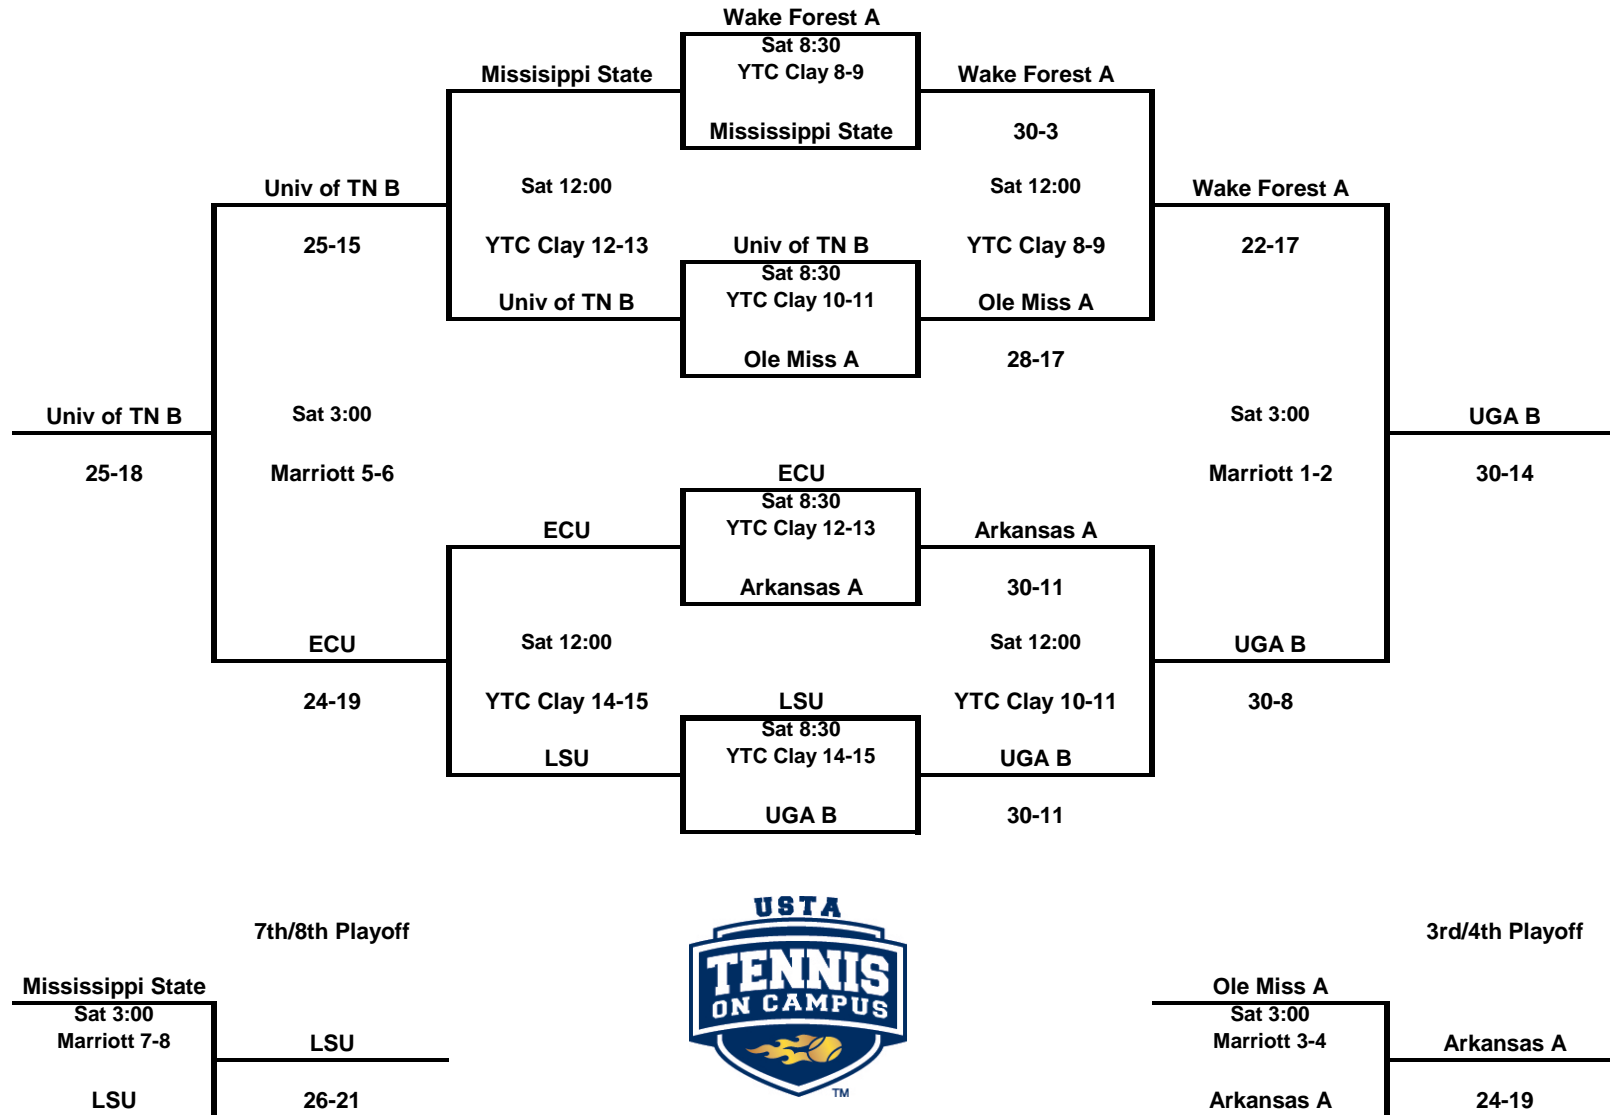 Wake Forest A
Sat 8:30
Missisippi State YTC Clay 8-9 Wake Forest A
Mississippi State 30-3
Univ of TN B Sat 12:00 Sat 12:00 Wake Forest A
25-15 YTC Clay 12-13 Univ of TN B YTC Clay 8-9 22-17
Sat 8:30
Univ of TN B YTC Clay 10-11 Ole Miss A
Ole Miss A 28-17
Univ of TN B Sat 3:00 Sat 3:00 UGA B
25-18 Marriott 5-6 ECU Marriott 1-2 30-14
Sat 8:30
ECU YTC Clay 12-13 Arkansas A
Arkansas A 30-11
ECU Sat 12:00 Sat 12:00 UGA B
24-19 YTC Clay 14-15 LSU YTC Clay 10-11 30-8
Sat 8:30
LSU YTC Clay 14-15 UGA B
UGA B 30-11
USTA
7th/8th Playoff 3rd/4th Playoff
TENNIS
Mississippi State Ole Miss A
ON CAMPUS
Sat 3:00 Sat 3:00
Marriott 7-8 LSU Marriott 3-4 Arkansas A
TM
LSU 26-21 Arkansas A 24-19